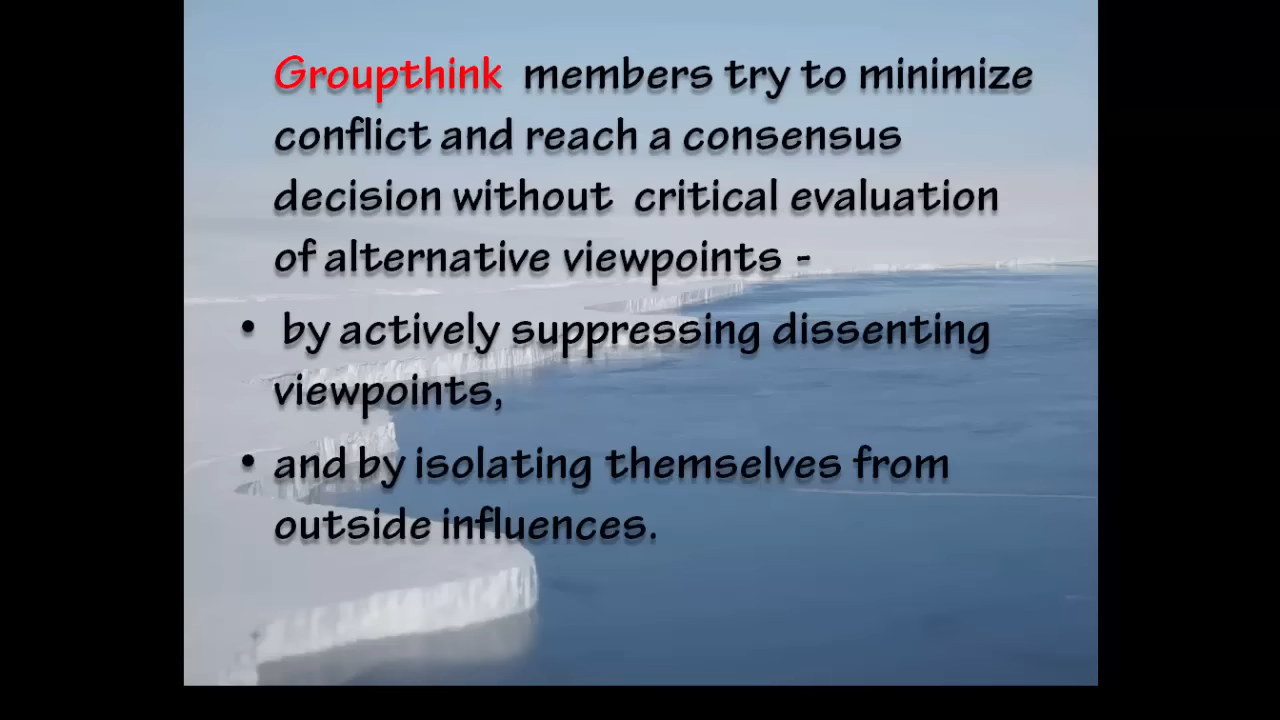 Groupthink members try to minimize
conflict and reach a consensus
decision without critical evaluation
of alternative viewpoints -
• by actively suppressing dissenting
viewpoints,
• and by isolating themselves from
outside influences.